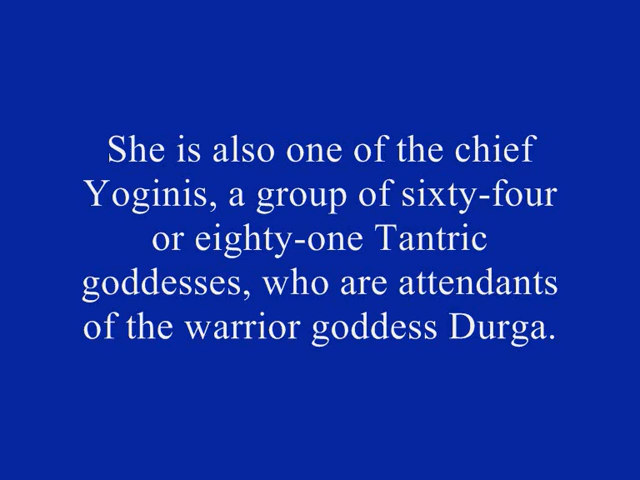 She is also one of the chief
Yoginis, a group of sixty-four
or eighty-one Tantric
goddesses, who are attendants
of the warrior goddess Durga.